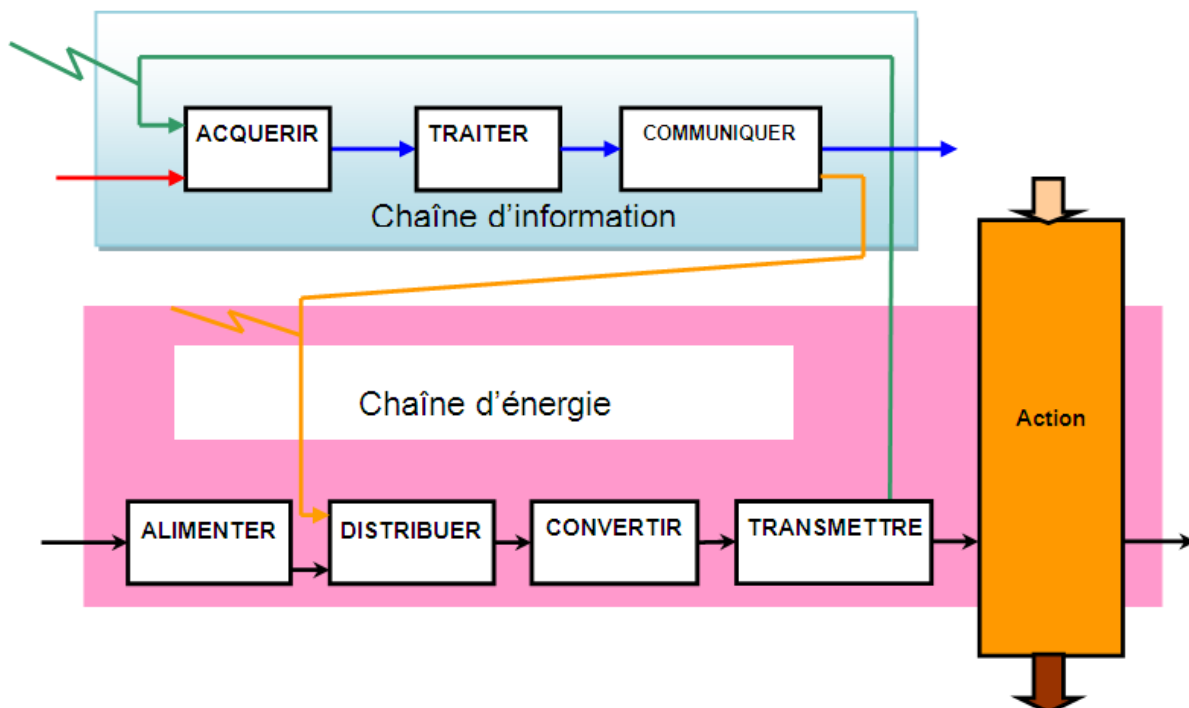 ACQUERIR
TRAITER
COMMUNIQUER
Chaîne d'information
Chaîne d'énergie
Action
ALIMENTER
DISTRIBUER
CONVERTIR
TRANSMETTRE